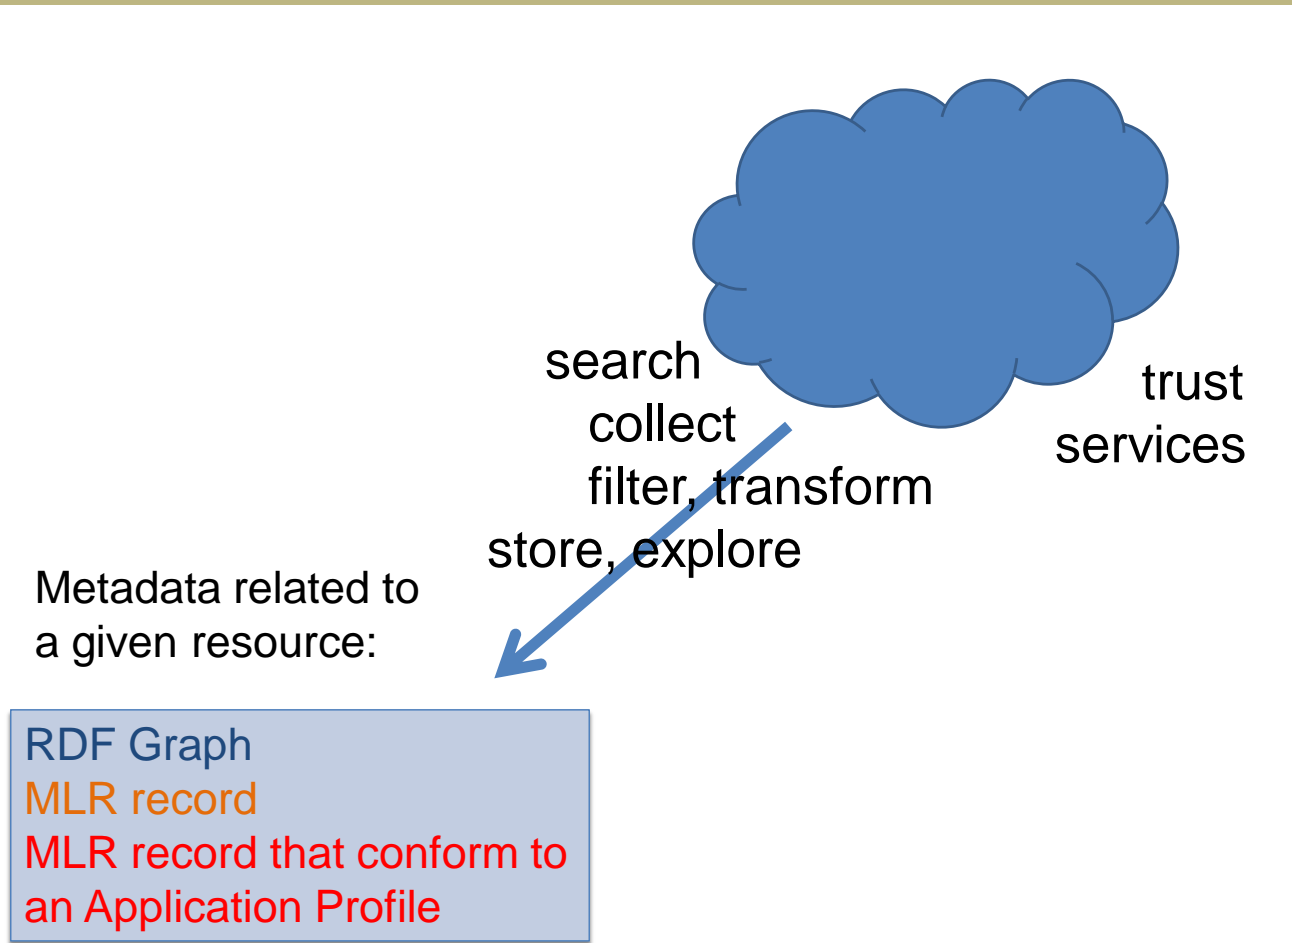 search
collect
filter, transform
store, explore
trust
services
Metadata related to
a given resource:
RDF Graph
MLR record
MLR record that conform to
an Application Profile